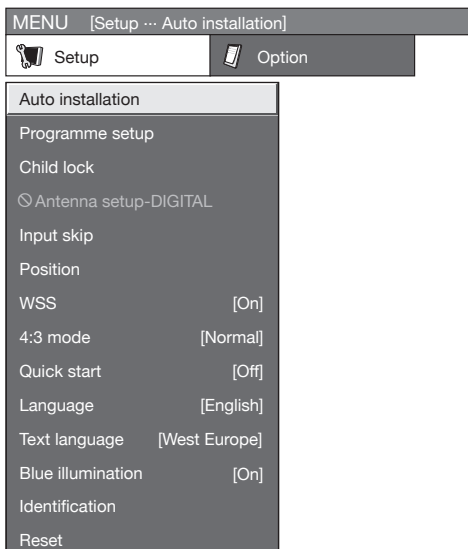 MENU [Setup ··· Auto installation]
Setup Option
Auto installation
Programme setup
Child lock
Antenna setup-DIGITAL
Input skip
Position
WSS [On]
4:3 mode [Normal]
Quick start [Off]
Language [English]
Text language [West Europe]
Blue illumination [On]
Identification
Reset